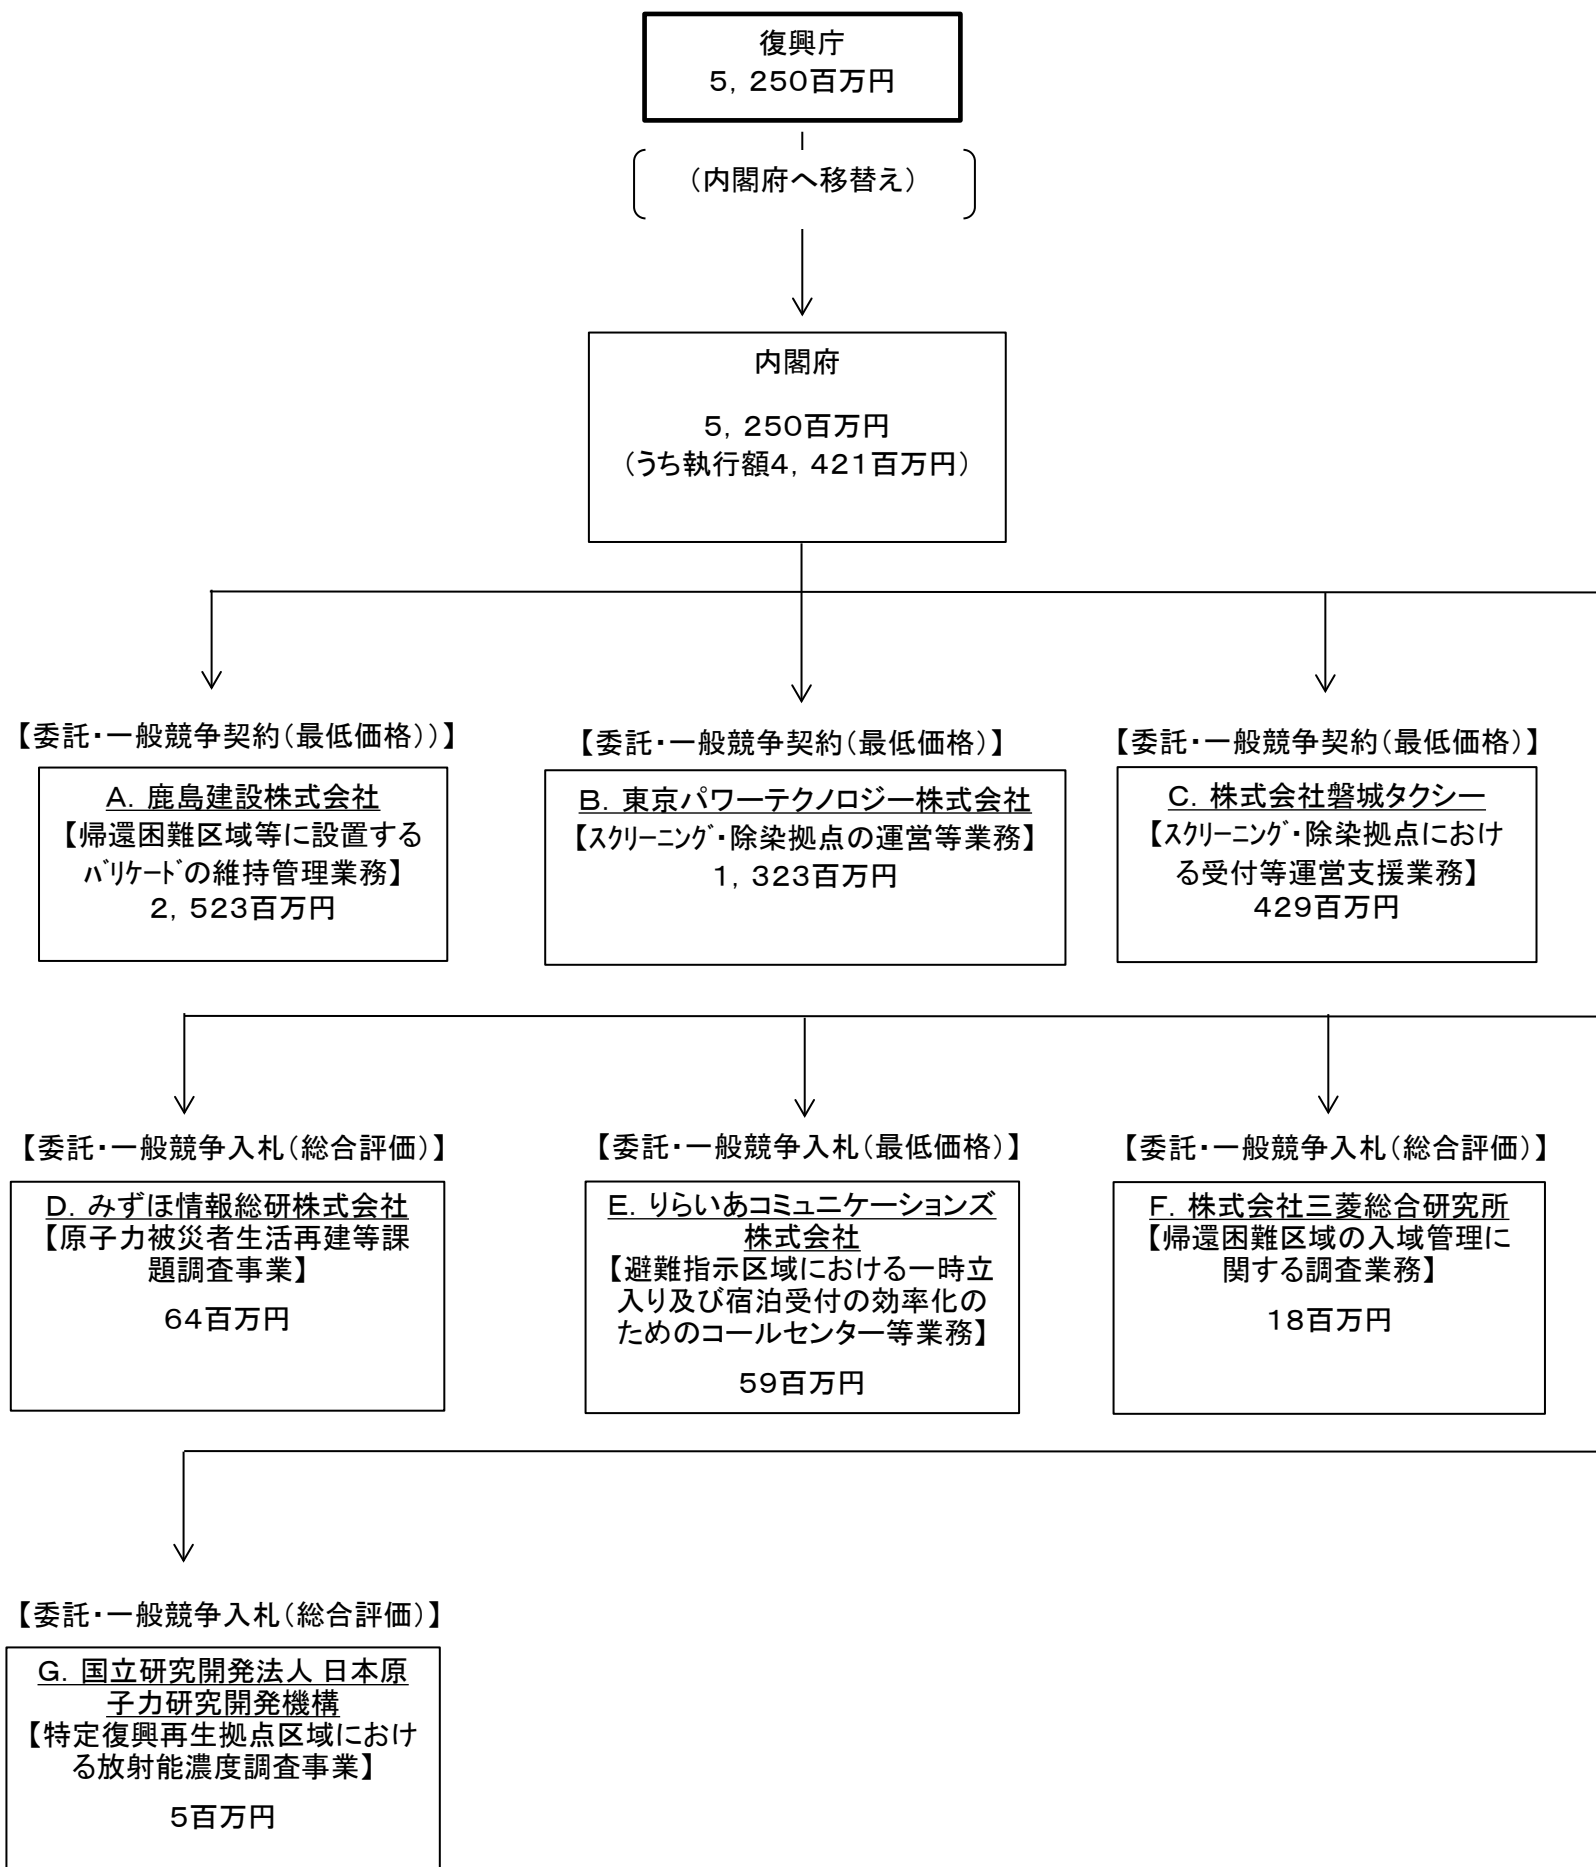 復興庁
5，250百万円
（内閣府へ移替え）
内閣府
5，250百万円
（うち執行額4，421百万円）
【委託・一般競争契約（最低価格））】
A．鹿島建設株式会社
【帰還困難区域等に設置する
ﾊﾞﾘｹｰﾄﾞの維持管理業務】
2，523百万円
【委託・一般競争契約（最低価格）】
B．東京パワーテクノロジー株式会社
【ｽｸﾘｰﾆﾝｸﾞ・除染拠点の運営等業務】
1，323百万円
【委託・一般競争契約（最低価格）】
C．株式会社磐城タクシー
【ｽｸﾘｰﾆﾝｸﾞ・除染拠点におけ
る受付等運営支援業務】
429百万円
【委託・一般競争入札（総合評価）】
D．みずほ情報総研株式会社
【原子力被災者生活再建等課
題調査事業】
64百万円
【委託・一般競争入札（最低価格）】
E．りらいあコミュニケーションズ
株式会社
【避難指示区域における一時立
入り及び宿泊受付の効率化の
ためのコールセンター等業務】
59百万円
【委託・一般競争入札（総合評価）】
F．株式会社三菱総合研究所
【帰還困難区域の入域管理に
関する調査業務】
18百万円
【委託・一般競争入札（総合評価）】
G．国立研究開発法人 日本原
子力研究開発機構
【特定復興再生拠点区域におけ
る放射能濃度調査事業】
5百万円